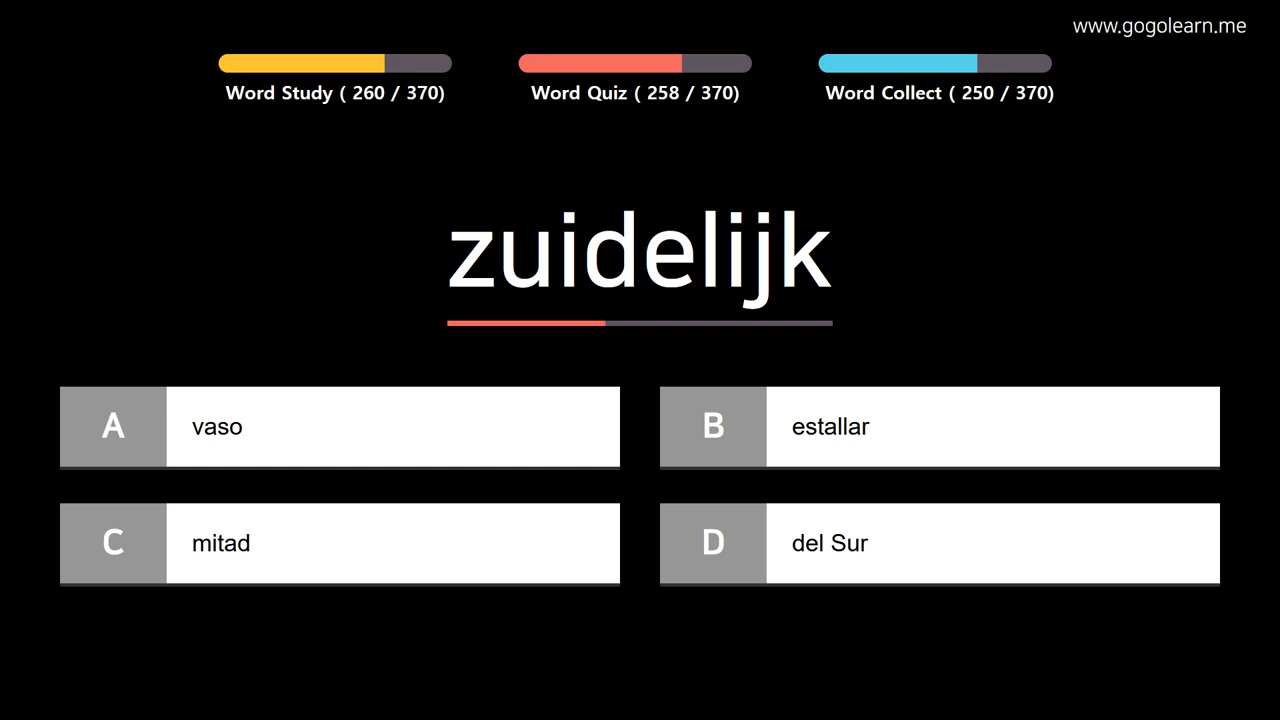 www.gogolearn.me
Word Study ( 260 / 370)
Word Quiz ( 258 / 370)
Word Collect ( 250 / 370)
zuidelijk
A
vaso
B
estallar
C
mitad
D
del Sur